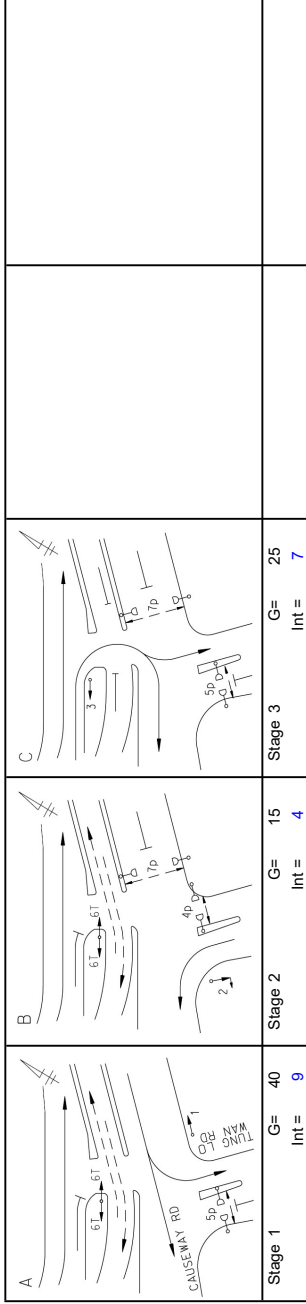 A
6T 6T
CAUSEWAY RD
1
TUNG LO
WAN RD
5p
B
6T 6T
17p
4p
2
C
3
17p
5p
Stage 1 G= 40
Int = 9
Stage 2 G= 15
Int = 4
Stage 3 G= 25
Int = 7